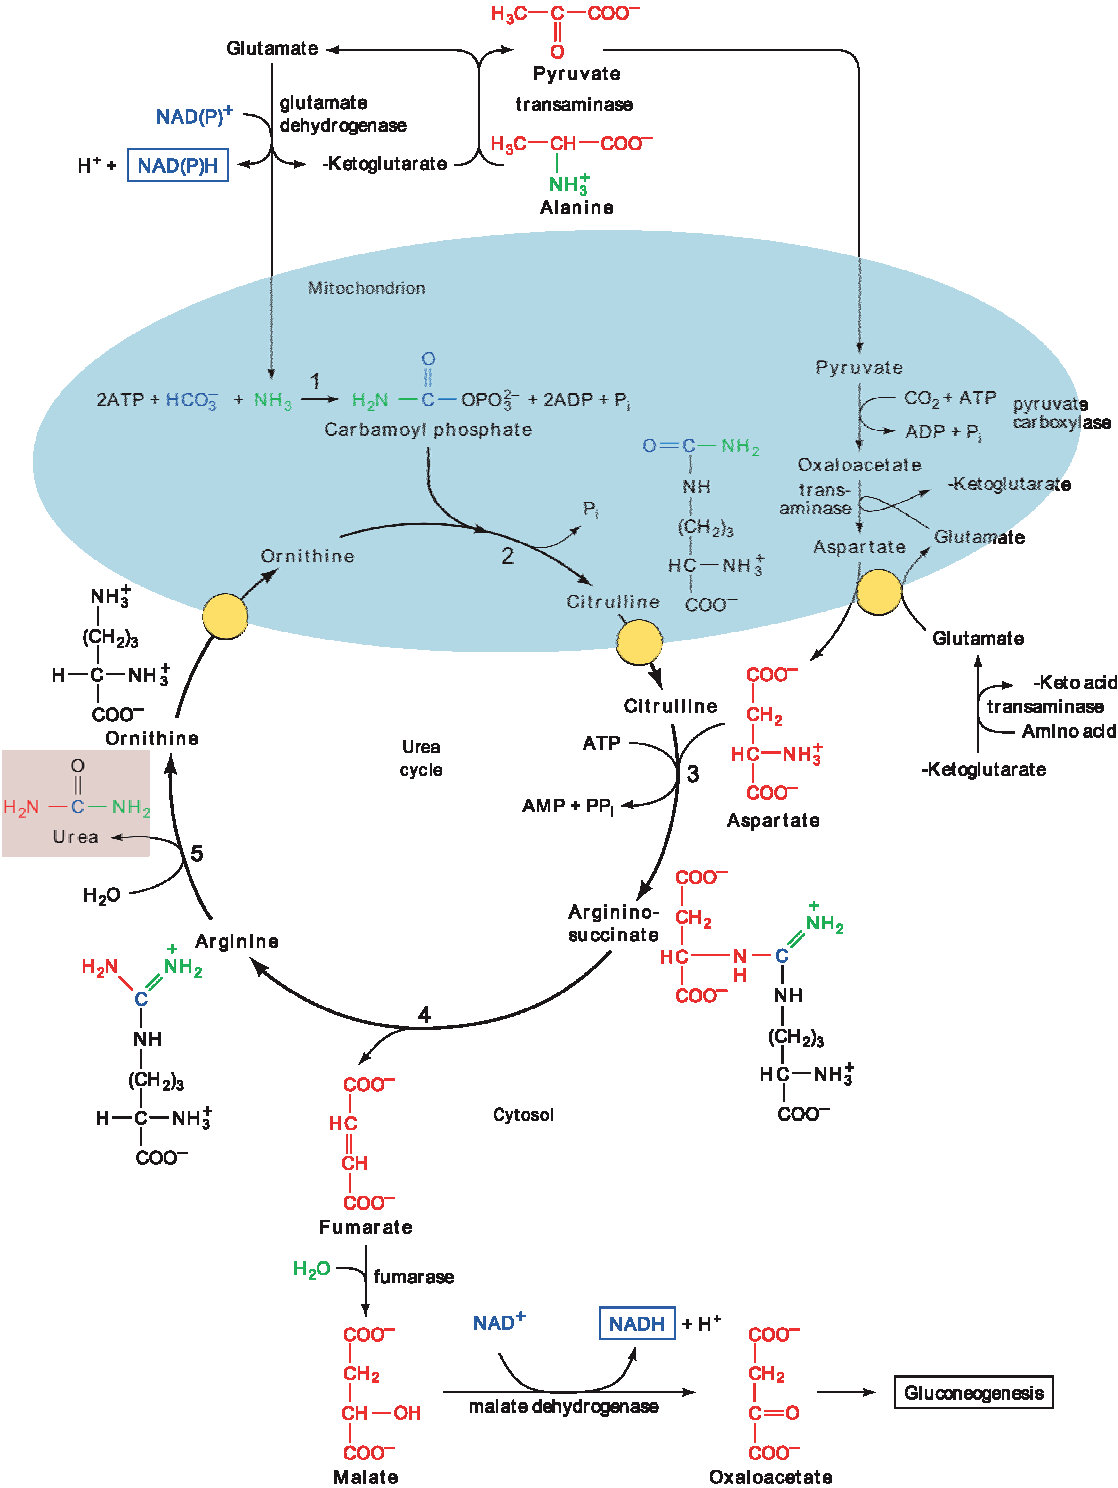 H₃C—C—COO⁻
O
Pyruvate
Glutamate
transaminase
NAD(P)⁺
glutamate
dehydrogenase
H⁺ + NAD(P)H
-Ketoglutarate
H₃C—CH—COO⁻
NH₃⁺
Alanine
Mitochondrion
O
2ATP + HCO₃⁻ + NH₃
1
H₂N—C—OPO₃²⁻ + 2ADP + Pᵢ
Carbamoyl phosphate
Pyruvate
CO₂ + ATP
pyruvate
carboxylase
ADP + Pᵢ
Oxaloacetate
trans-
aminase
-Ketoglutarate
Glutamate
Aspartate
O=C—NH₂
NH
(CH₂)₃
HC—NH₃⁺
COO⁻
Pᵢ
2
Ornithine
Citrulline
NH₃⁺
(CH₂)₃
H—C—NH₃⁺
COO⁻
Ornithine
Glutamate
-Keto acid
transaminase
Amino acid
-Ketoglutarate
Citrulline
ATP
3
AMP + PPᵢ
COO⁻
CH₂
HC—NH₃⁺
COO⁻
Aspartate
Urea
cycle
O
H₂N—C—NH₂
Urea
5
H₂O
Arginine
H₂N
NH₂⁺
C
NH
(CH₂)₃
H—C—NH₃⁺
COO⁻
Arginino-
succinate
COO⁻
CH₂
HC—N—C
H
COO⁻
NH₂⁺
NH
(CH₂)₃
HC—NH₃⁺
COO⁻
4
Cytosol
COO⁻
HC
CH
COO⁻
Fumarate
H₂O
fumarase
COO⁻
CH₂
CH—OH
COO⁻
Malate
NAD⁺
NADH + H⁺
malate dehydrogenase
COO⁻
CH₂
C=O
COO⁻
Oxaloacetate
Gluconeogenesis